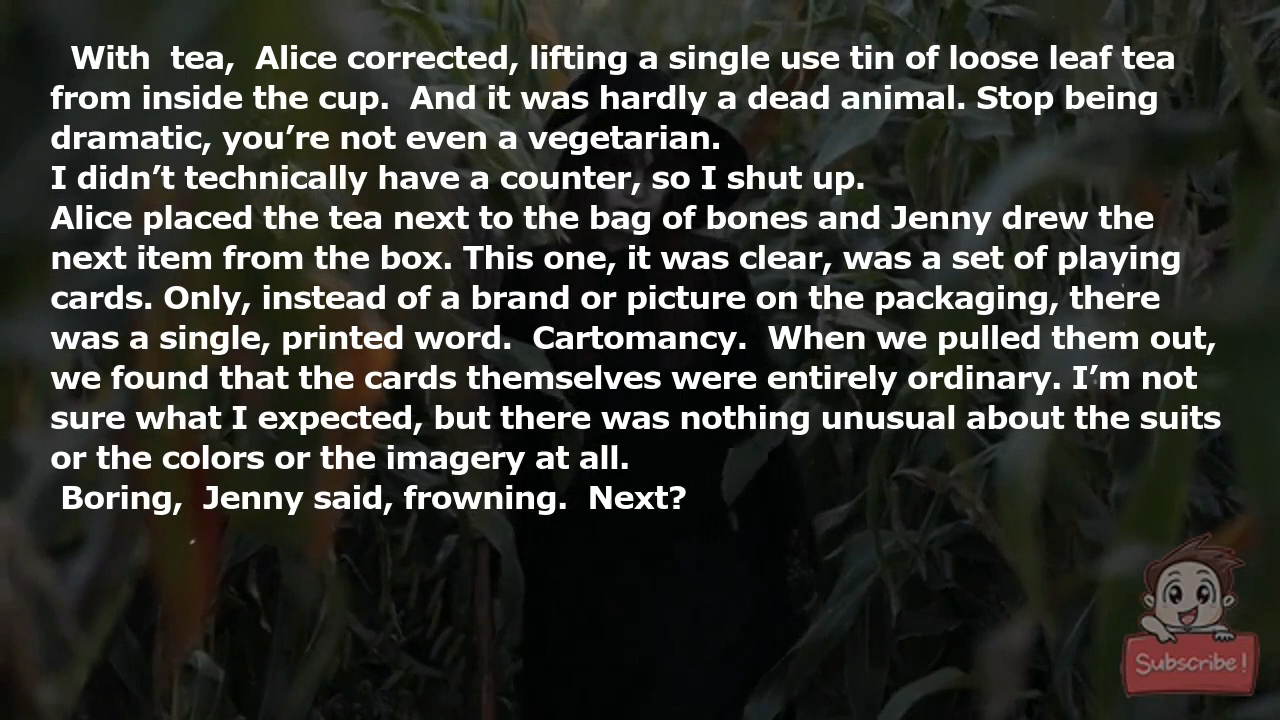 With  tea,  Alice corrected, lifting a single use tin of loose leaf tea
from inside the cup.  And it was hardly a dead animal. Stop being
dramatic, you’re not even a vegetarian.
I didn’t technically have a counter, so I shut up.
Alice placed the tea next to the bag of bones and Jenny drew the
next item from the box. This one, it was clear, was a set of playing
cards. Only, instead of a brand or picture on the packaging, there
was a single, printed word.  Cartomancy.  When we pulled them out,
we found that the cards themselves were entirely ordinary. I’m not
sure what I expected, but there was nothing unusual about the suits
or the colors or the imagery at all.
Boring,  Jenny said, frowning.  Next?
Subscribe!